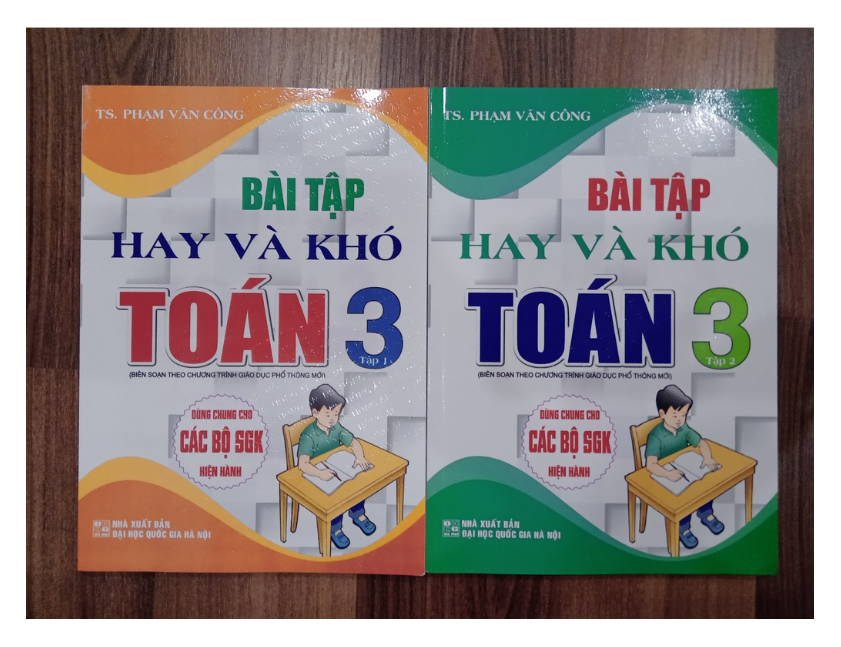 TS. PHẠM VĂN CÔNG
BÀI TẬP
HAY VÀ KHÓ
TOÁN 3
Tập 1
(BIÊN SOẠN THEO CHƯƠNG TRÌNH GIÁO DỤC PHỔ THÔNG MỚI)
DÙNG CHUNG CHO
CÁC BỘ SGK
HIỆN HÀNH
NHÀ XUẤT BẢN
ĐẠI HỌC QUỐC GIA HÀ NỘI
TS. PHẠM VĂN CÔNG
BÀI TẬP
HAY VÀ KHÓ
TOÁN 3
Tập 2
(BIÊN SOẠN THEO CHƯƠNG TRÌNH GIÁO DỤC PHỔ THÔNG MỚI)
DÙNG CHUNG CHO
CÁC BỘ SGK
HIỆN HÀNH
NHÀ XUẤT BẢN
ĐẠI HỌC QUỐC GIA HÀ NỘI